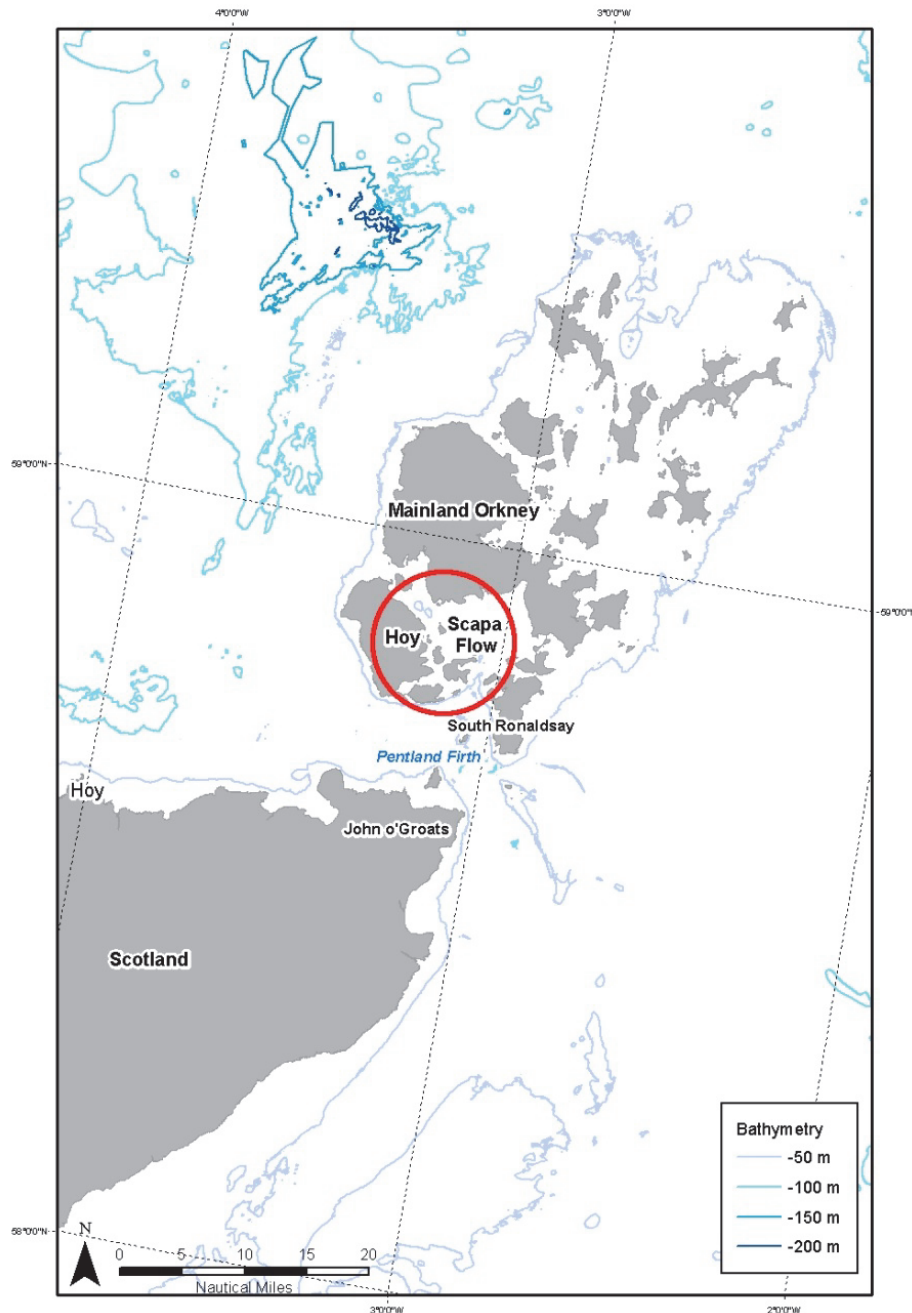 4°0'0"W
3°0'0"W
59°0'0"N
Mainland Orkney
59°0'0"N
Hoy
Scapa
Flow
South Ronaldsay
Pentland Firth
Hoy
John o'Groats
Scotland
Bathymetry
-50 m
-100 m
-150 m
-200 m
58°0'0"N
N
0 5 10 15 20
Nautical Miles
3°0'0"W
2°0'0"W